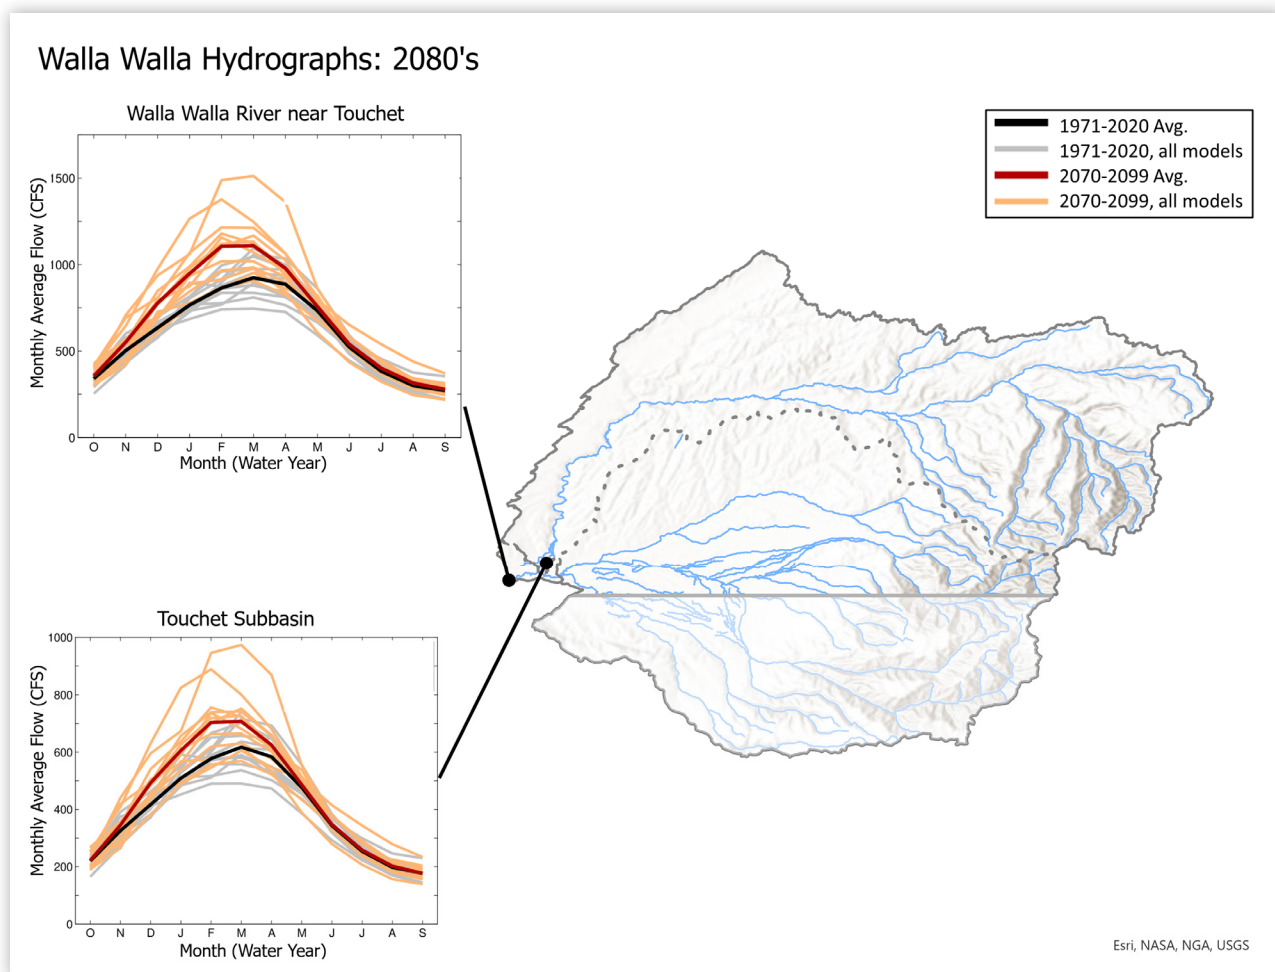 Walla Walla Hydrographs: 2080's
Walla Walla River near Touchet
Monthly Average Flow (CFS)
1500
1000
500
0
O N D J F M A M J J A S
Month (Water Year)
1971-2020 Avg.
1971-2020, all models
2070-2099 Avg.
2070-2099, all models
Touchet Subbasin
Monthly Average Flow (CFS)
1000
800
600
400
200
0
O N D J F M A M J J A S
Month (Water Year)
Esri, NASA, NGA, USGS